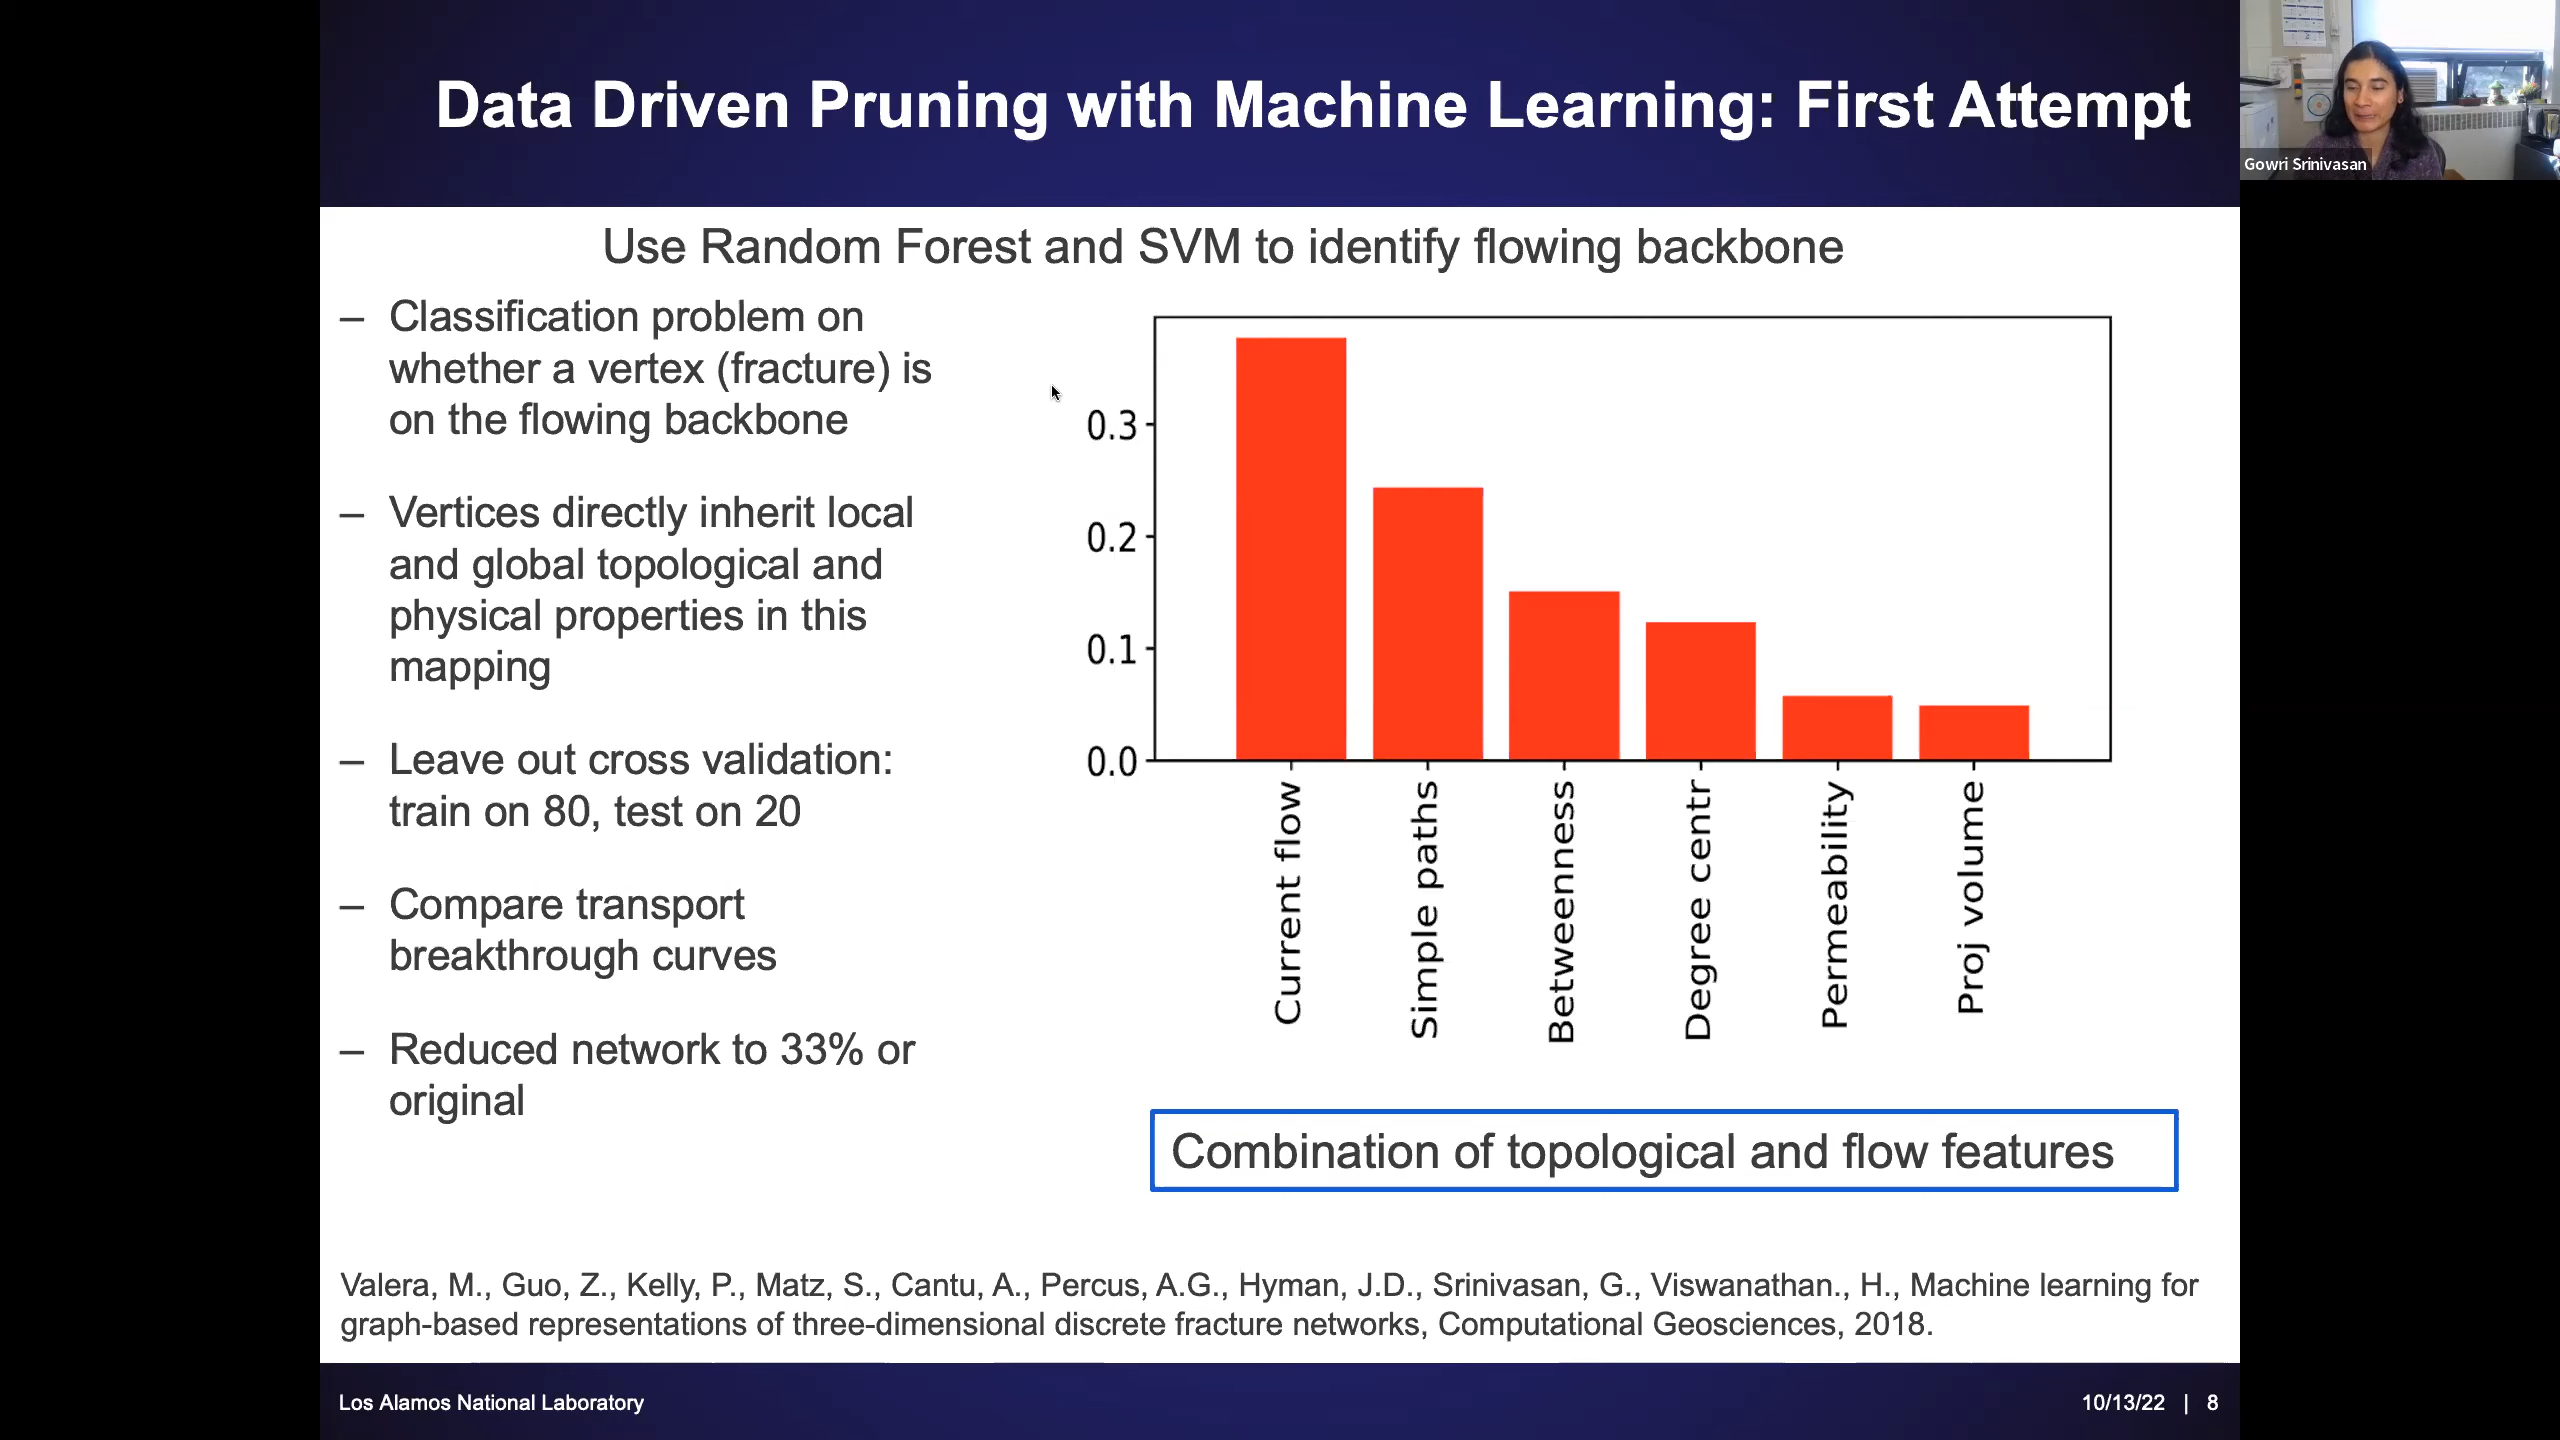 Data Driven Pruning with Machine Learning: First Attempt
Gowri Srinivasan
Use Random Forest and SVM to identify flowing backbone
– Classification problem on
whether a vertex (fracture) is
on the flowing backbone
– Vertices directly inherit local
and global topological and
physical properties in this
mapping
– Leave out cross validation:
train on 80, test on 20
– Compare transport
breakthrough curves
– Reduced network to 33% or
original
0.3
0.2
0.1
0.0
Current flow
Simple paths
Betweenness
Degree centr
Permeability
Proj volume
Combination of topological and flow features
Valera, M., Guo, Z., Kelly, P., Matz, S., Cantu, A., Percus, A.G., Hyman, J.D., Srinivasan, G., Viswanathan., H., Machine learning for
graph-based representations of three-dimensional discrete fracture networks, Computational Geosciences, 2018.
Los Alamos National Laboratory
10/13/22 | 8